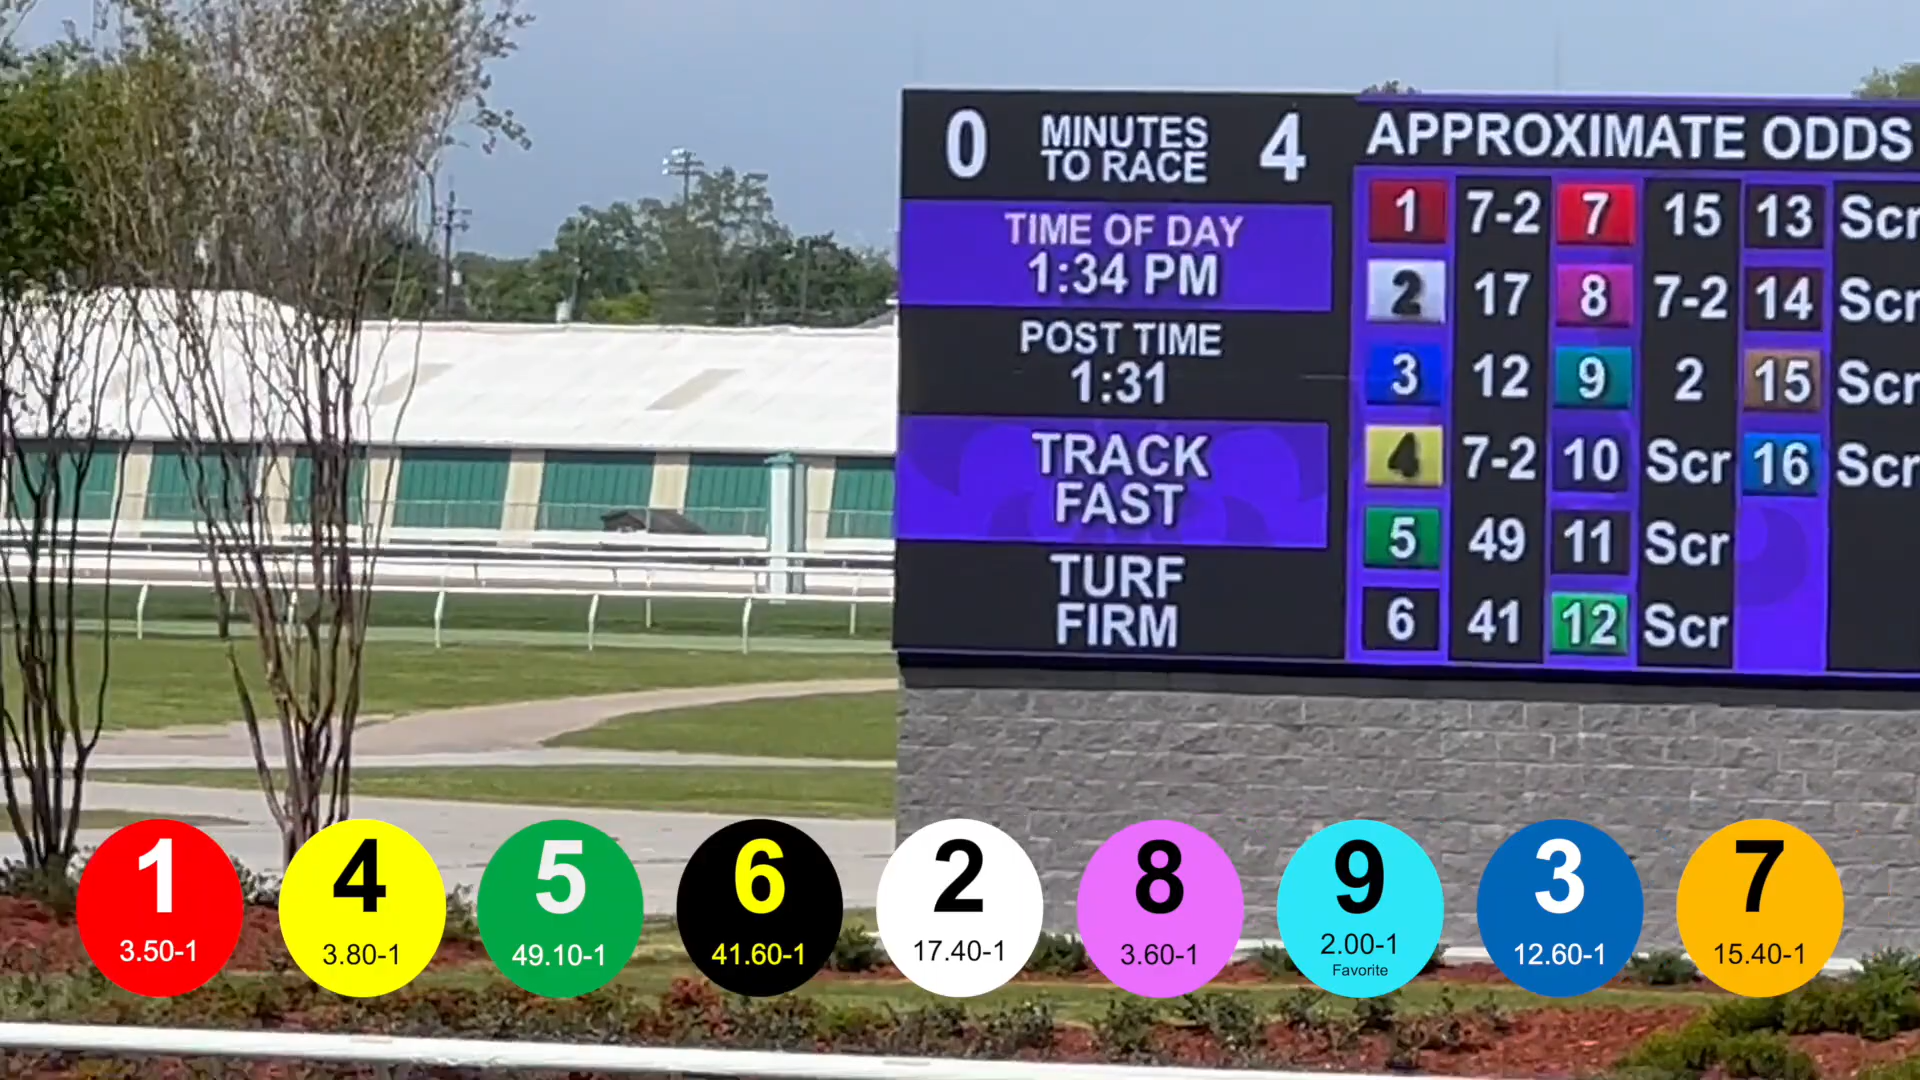 0 MINUTES TO RACE 4
TIME OF DAY
1:34 PM
POST TIME
1:31
TRACK
FAST
TURF
FIRM
APPROXIMATE ODDS
1 7-2 7 15 13 Scr
2 17 8 7-2 14 Scr
3 12 9 2 15 Scr
4 7-2 10 Scr 16 Scr
5 49 11 Scr
6 41 12 Scr
1 4 5 6 2 8 9 3 7
3.50-1 3.80-1 49.10-1 41.60-1 17.40-1 3.60-1 2.00-1 12.60-1 15.40-1
Favorite